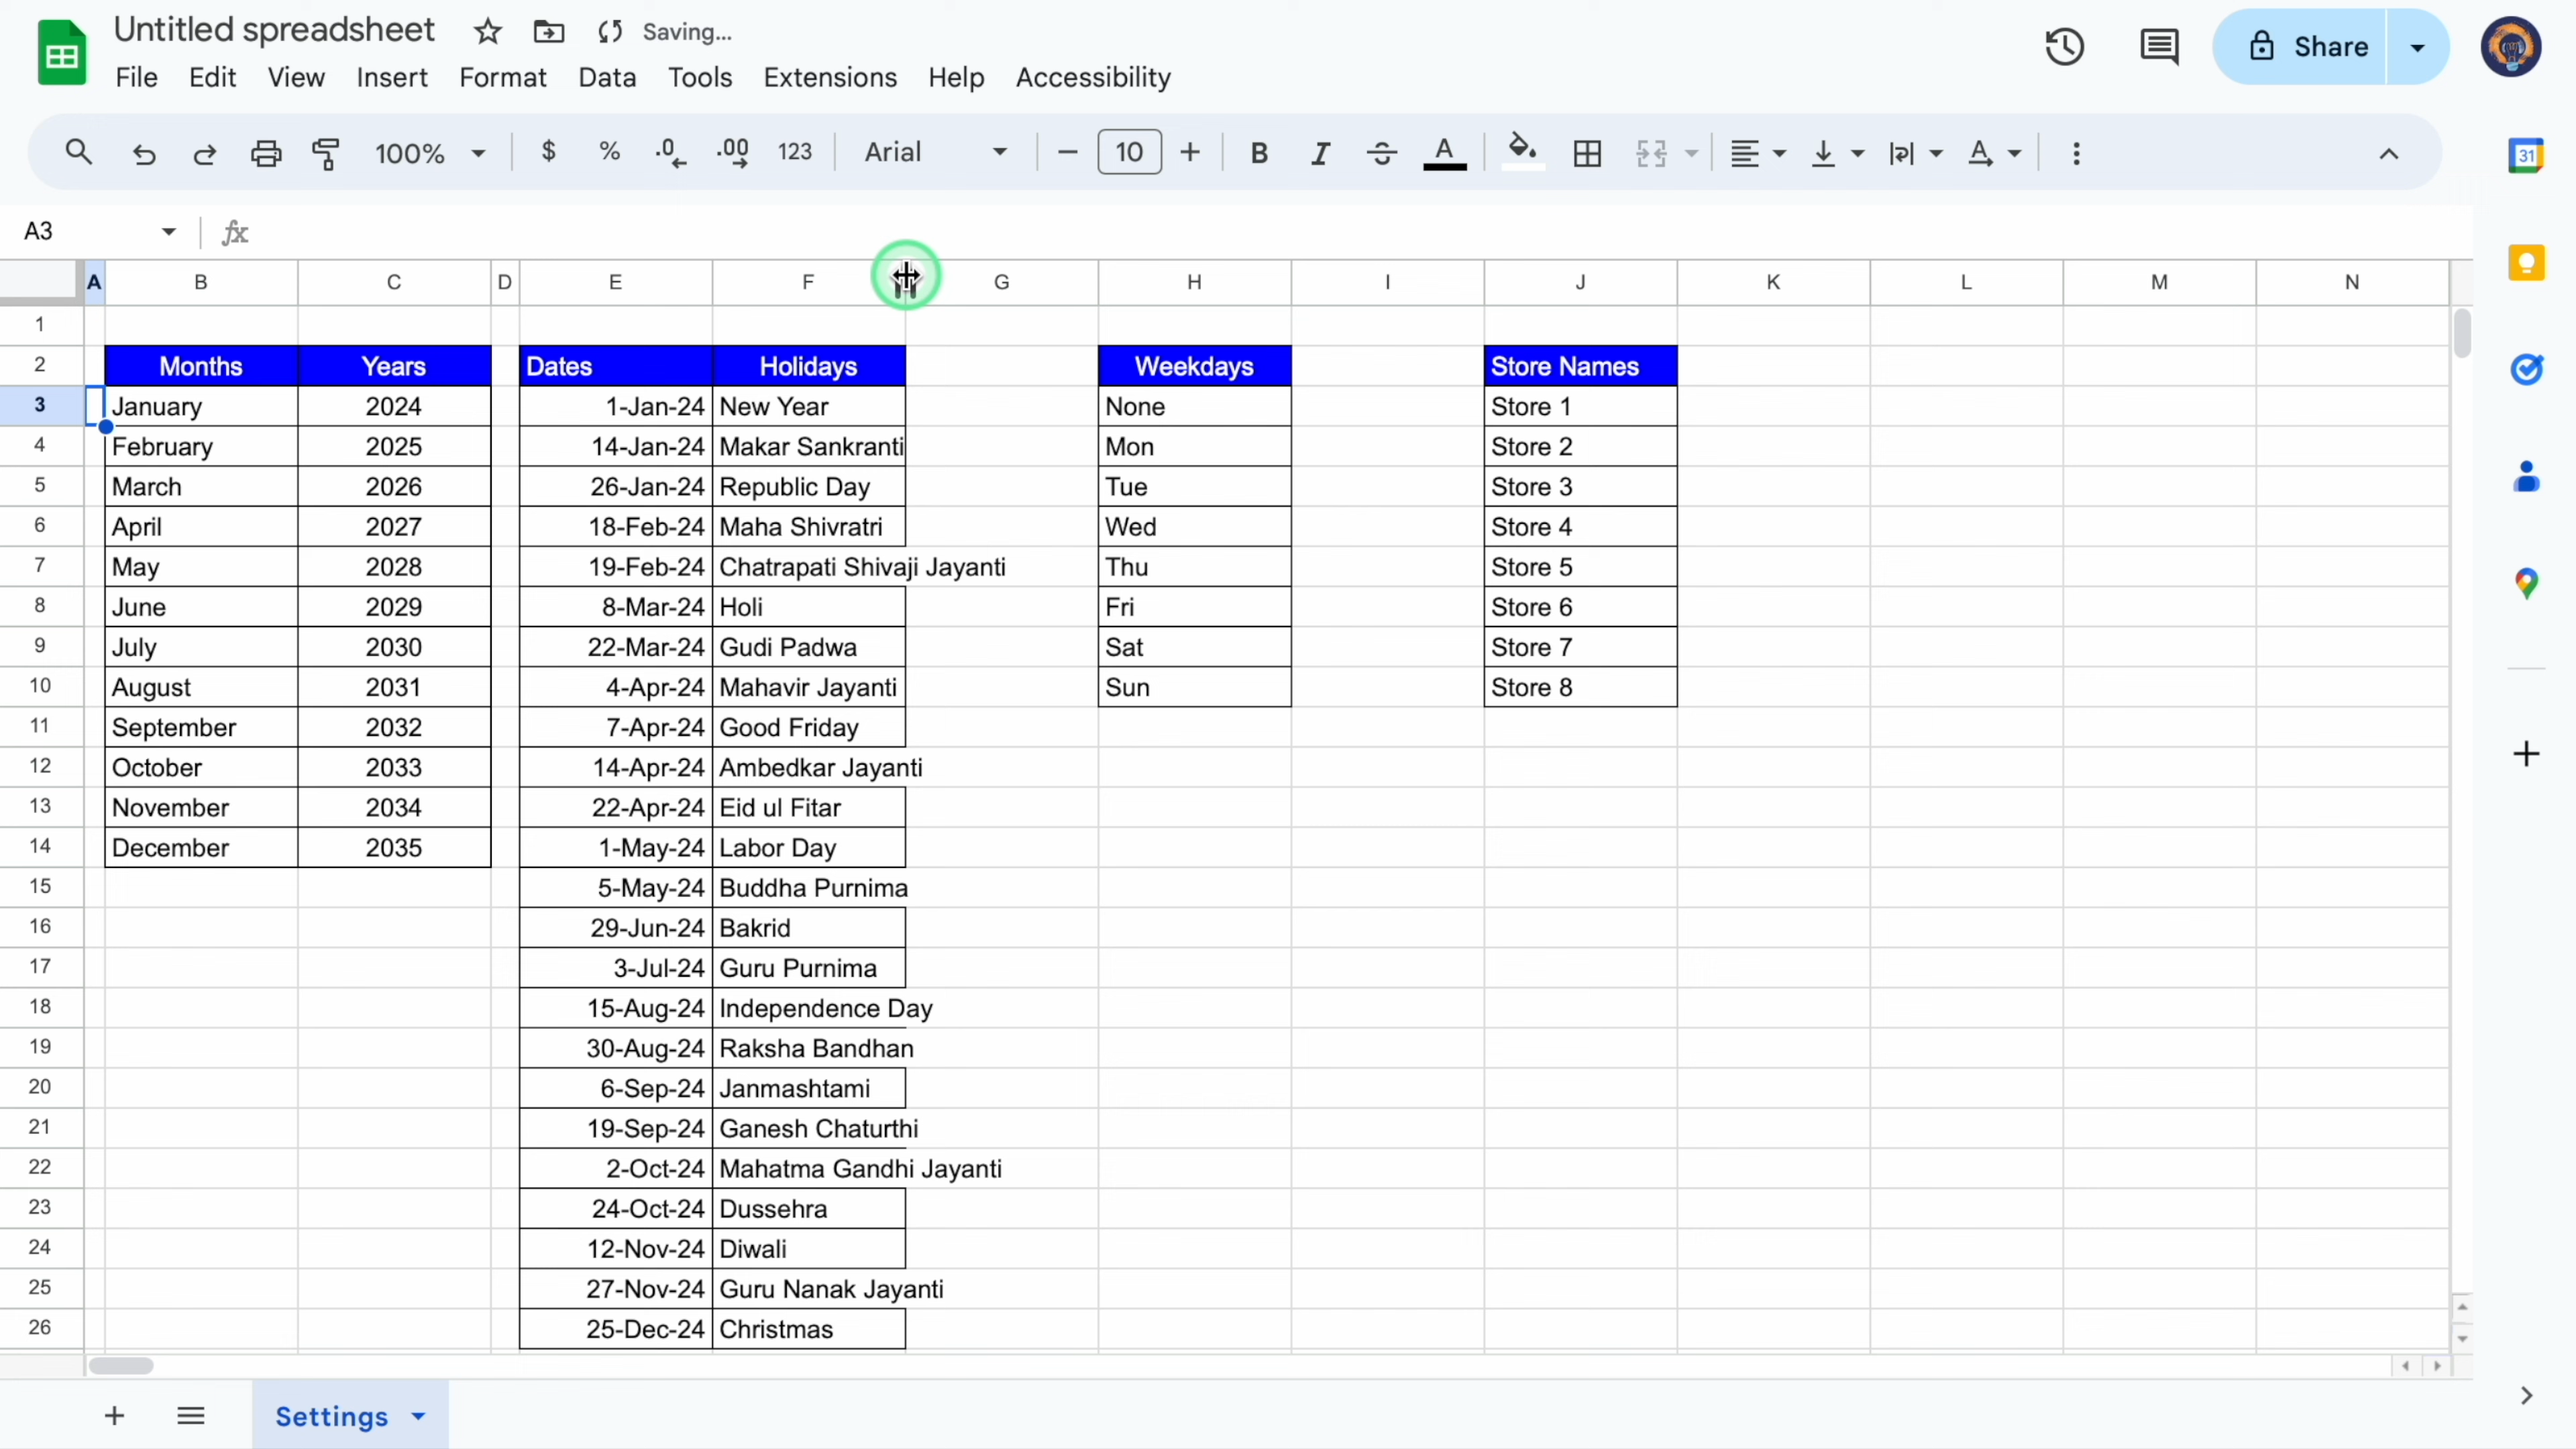 Untitled spreadsheet Saving...
File Edit View Insert Format Data Tools Extensions Help Accessibility
Share
100% $ % .0 .00 123 Arial 10 B I A
31
A3 fx
A B C D E F G H I J K L M N
1
2 Months Years Dates Holidays Weekdays Store Names
3 January 2024 1-Jan-24 New Year None Store 1
4 February 2025 14-Jan-24 Makar Sankranti Mon Store 2
5 March 2026 26-Jan-24 Republic Day Tue Store 3
6 April 2027 18-Feb-24 Maha Shivratri Wed Store 4
7 May 2028 19-Feb-24 Chatrapati Shivaji Jayanti Thu Store 5
8 June 2029 8-Mar-24 Holi Fri Store 6
9 July 2030 22-Mar-24 Gudi Padwa Sat Store 7
10 August 2031 4-Apr-24 Mahavir Jayanti Sun Store 8
11 September 2032 7-Apr-24 Good Friday
12 October 2033 14-Apr-24 Ambedkar Jayanti
13 November 2034 22-Apr-24 Eid ul Fitar
14 December 2035 1-May-24 Labor Day
15 5-May-24 Buddha Purnima
16 29-Jun-24 Bakrid
17 3-Jul-24 Guru Purnima
18 15-Aug-24 Independence Day
19 30-Aug-24 Raksha Bandhan
20 6-Sep-24 Janmashtami
21 19-Sep-24 Ganesh Chaturthi
22 2-Oct-24 Mahatma Gandhi Jayanti
23 24-Oct-24 Dussehra
24 12-Nov-24 Diwali
25 27-Nov-24 Guru Nanak Jayanti
26 25-Dec-24 Christmas
Settings